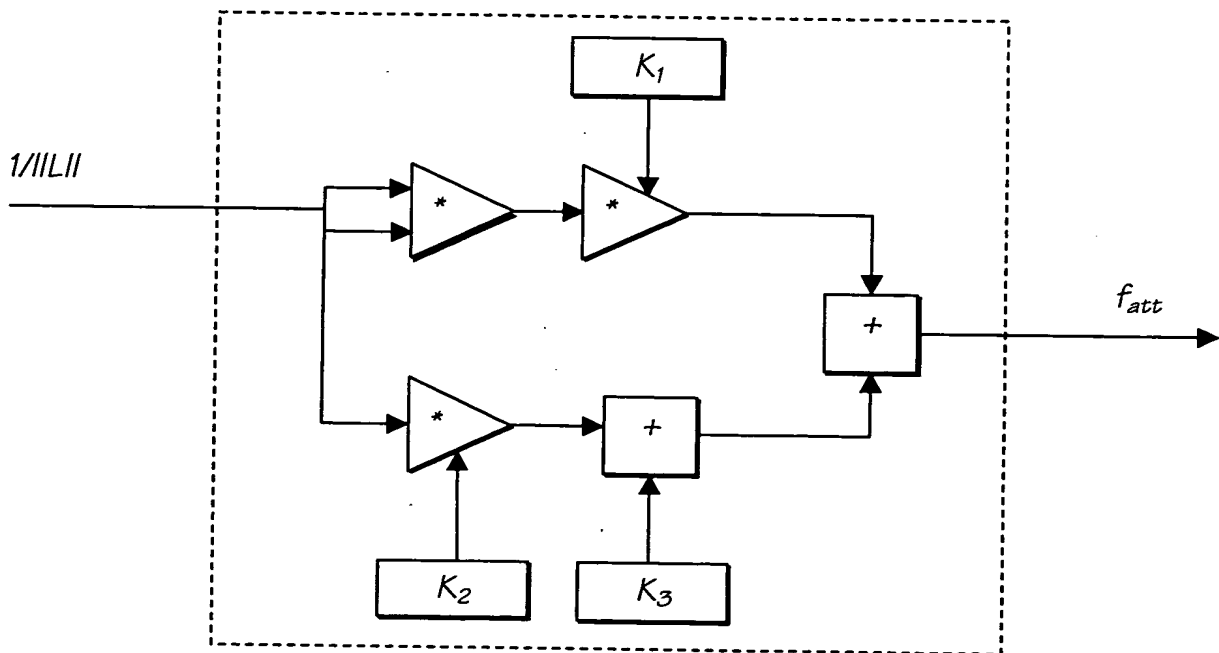 K₁
1/||L||
*
*
+
f_att
*
+
K₂
K₃